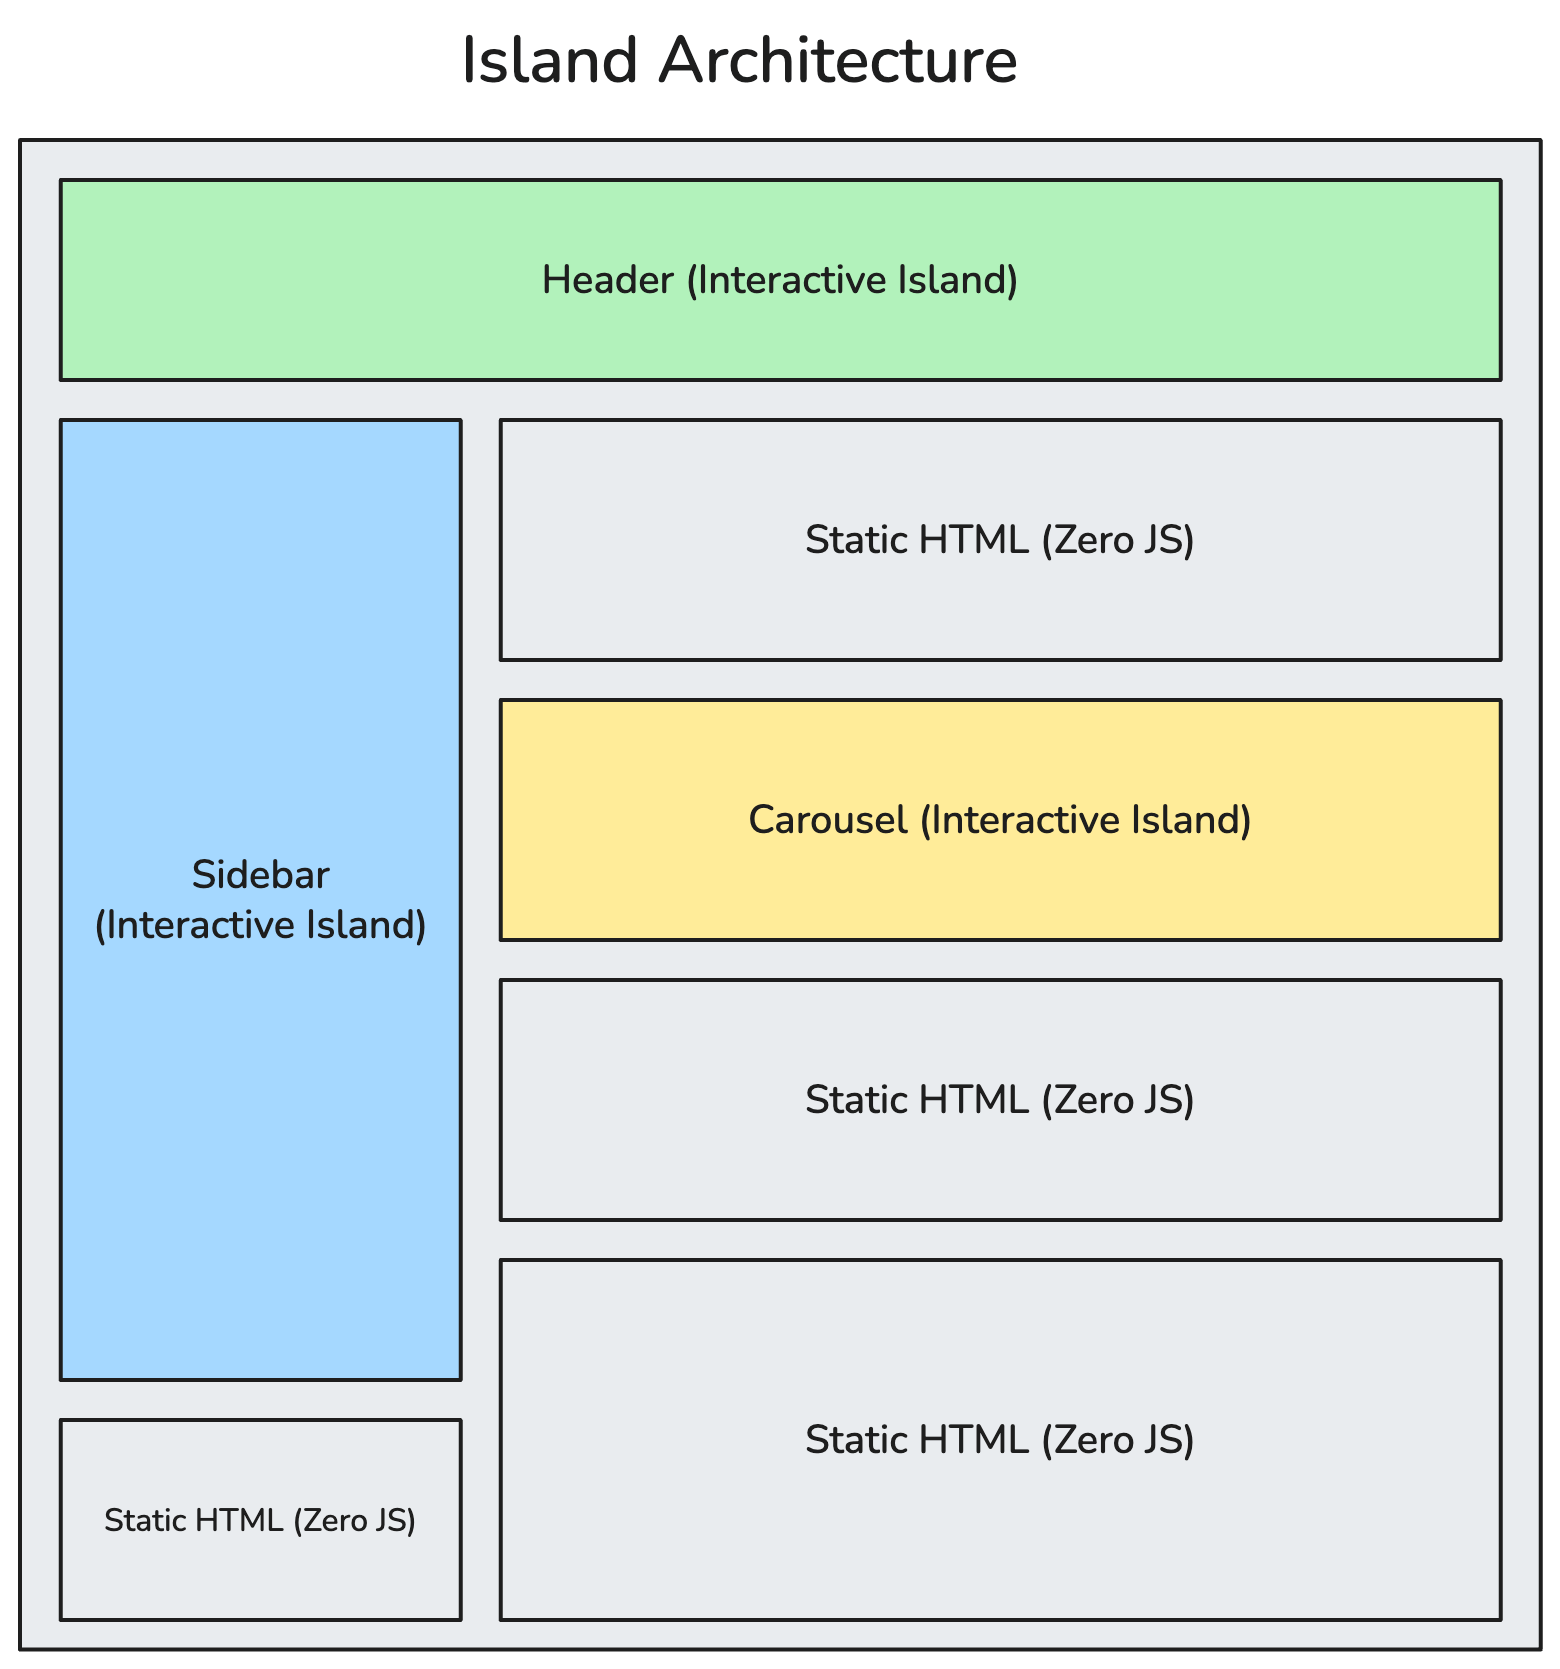 Island Architecture
Header (Interactive Island)
Sidebar
(Interactive Island)
Static HTML (Zero JS)
Carousel (Interactive Island)
Static HTML (Zero JS)
Static HTML (Zero JS)
Static HTML (Zero JS)